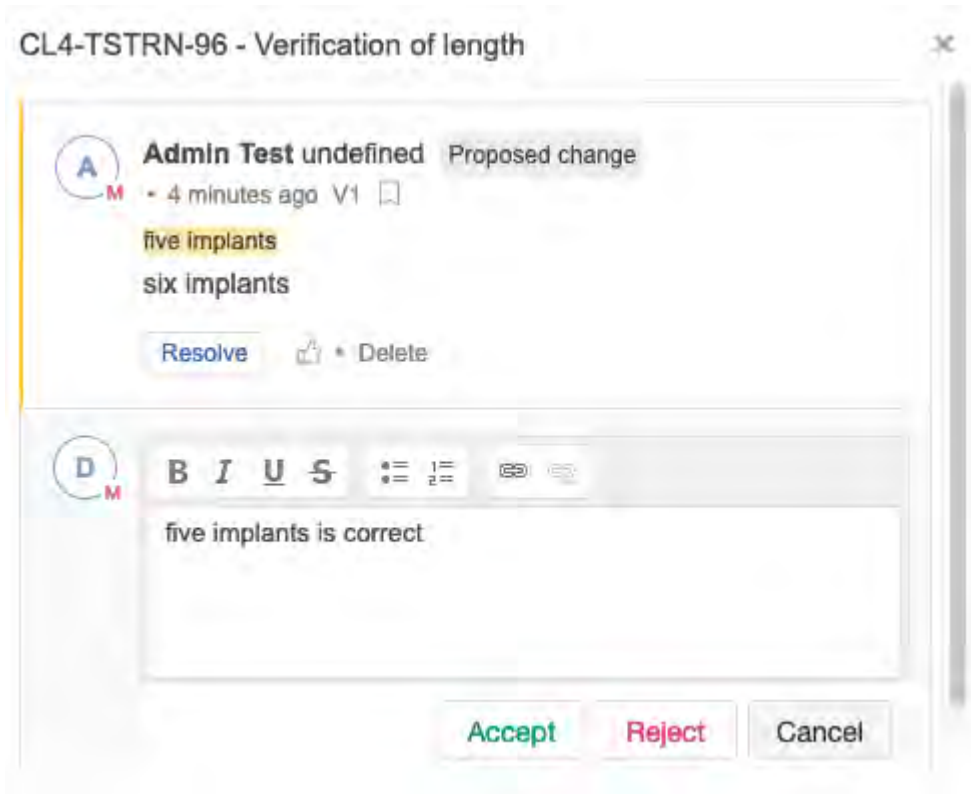 CL4-TSTRN-96 - Verification of length
A
M
Admin Test undefined Proposed change
• 4 minutes ago V1
five implants
six implants
Resolve • Delete
D
M
B I U S
five implants is correct
Accept Reject Cancel